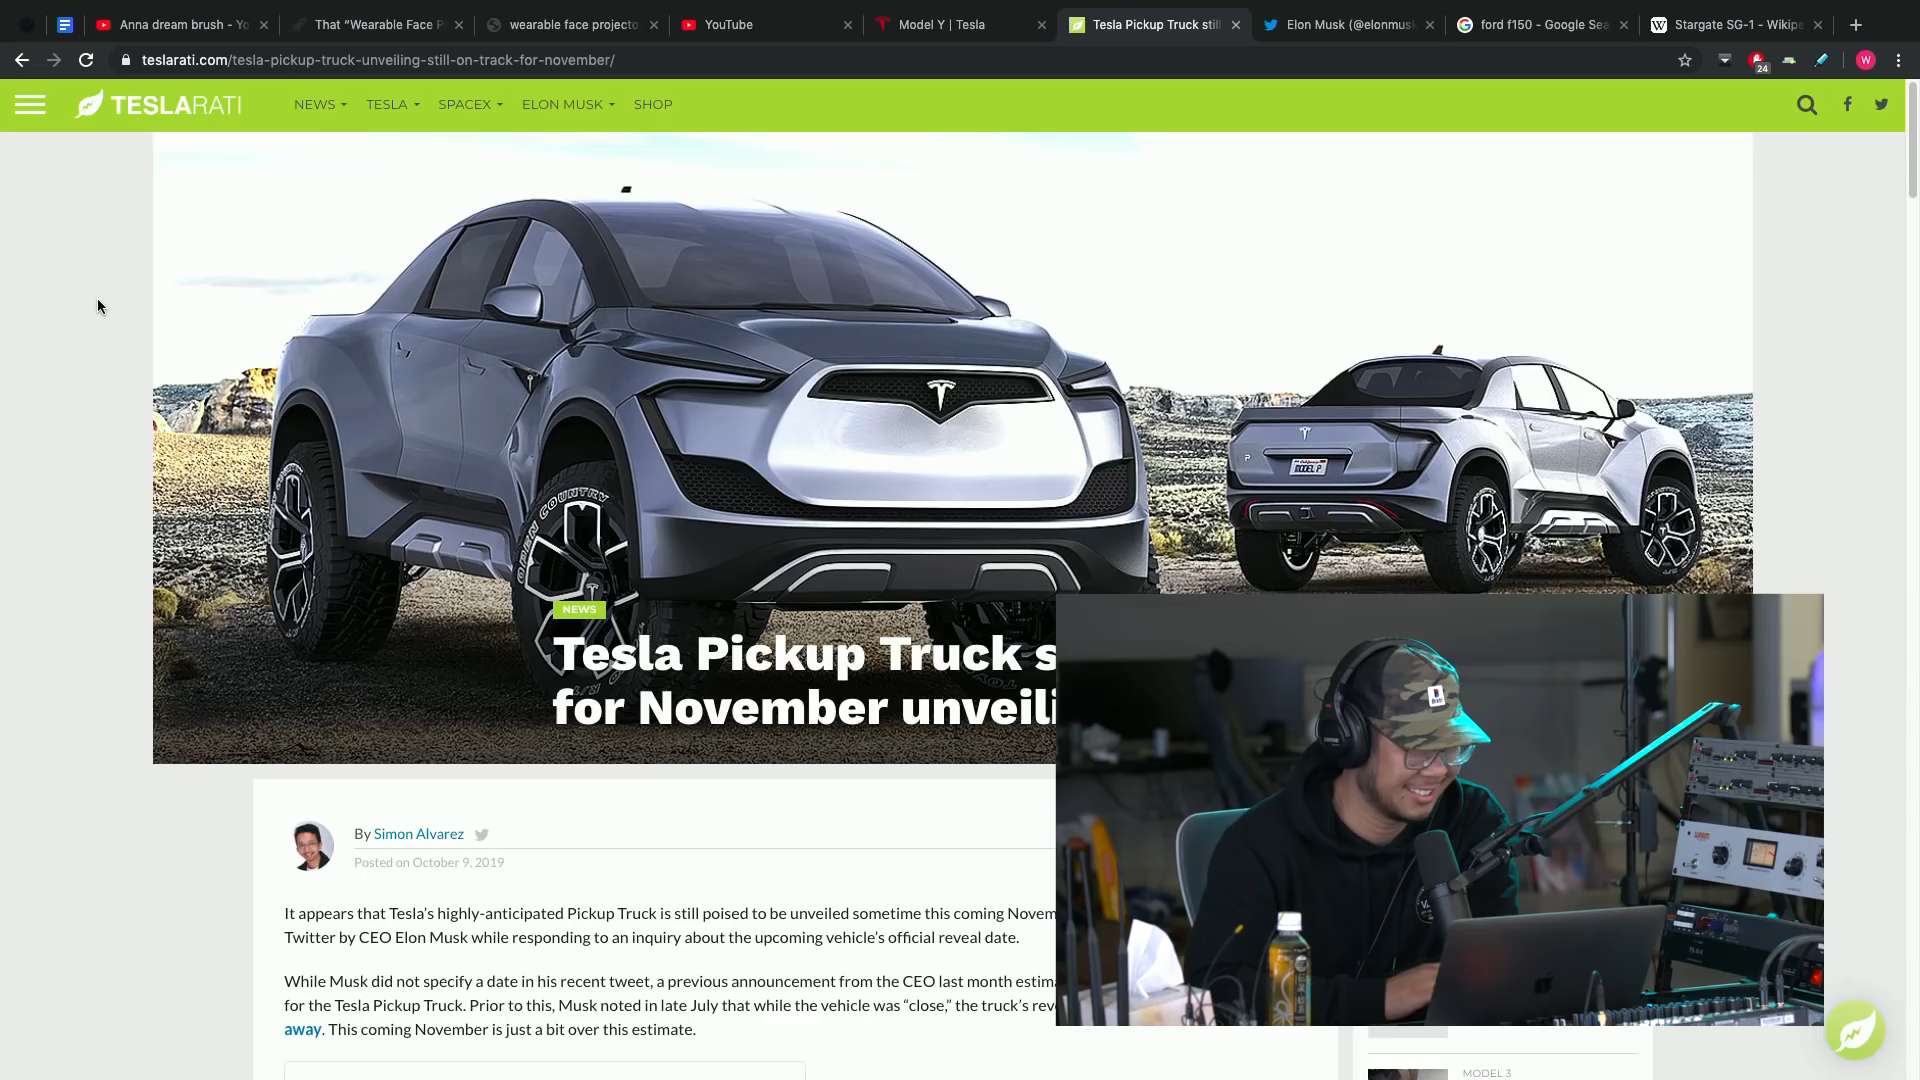 Anna dream brush - Yo
That “Wearable Face P
wearable face projecto
YouTube
Model Y | Tesla
Tesla Pickup Truck stil
Elon Musk (@elonmusk
ford f150 - Google Sea
Stargate SG-1 - Wikipe
teslarati.com/tesla-pickup-truck-unveiling-still-on-track-for-november/
24
W
TESLARATI
NEWS
TESLA
SPACEX
ELON MUSK
SHOP
OPEN COUNTRY
MODEL P
P
NEWS
Tesla Pickup Truck s
for November unveili
By Simon Alvarez
Posted on October 9, 2019
It appears that Tesla’s highly-anticipated Pickup Truck is still poised to be unveiled sometime this coming Novem
Twitter by CEO Elon Musk while responding to an inquiry about the upcoming vehicle’s official reveal date.
While Musk did not specify a date in his recent tweet, a previous announcement from the CEO last month estima
for the Tesla Pickup Truck. Prior to this, Musk noted in late July that while the vehicle was “close,” the truck’s reve
away. This coming November is just a bit over this estimate.
MODEL 3